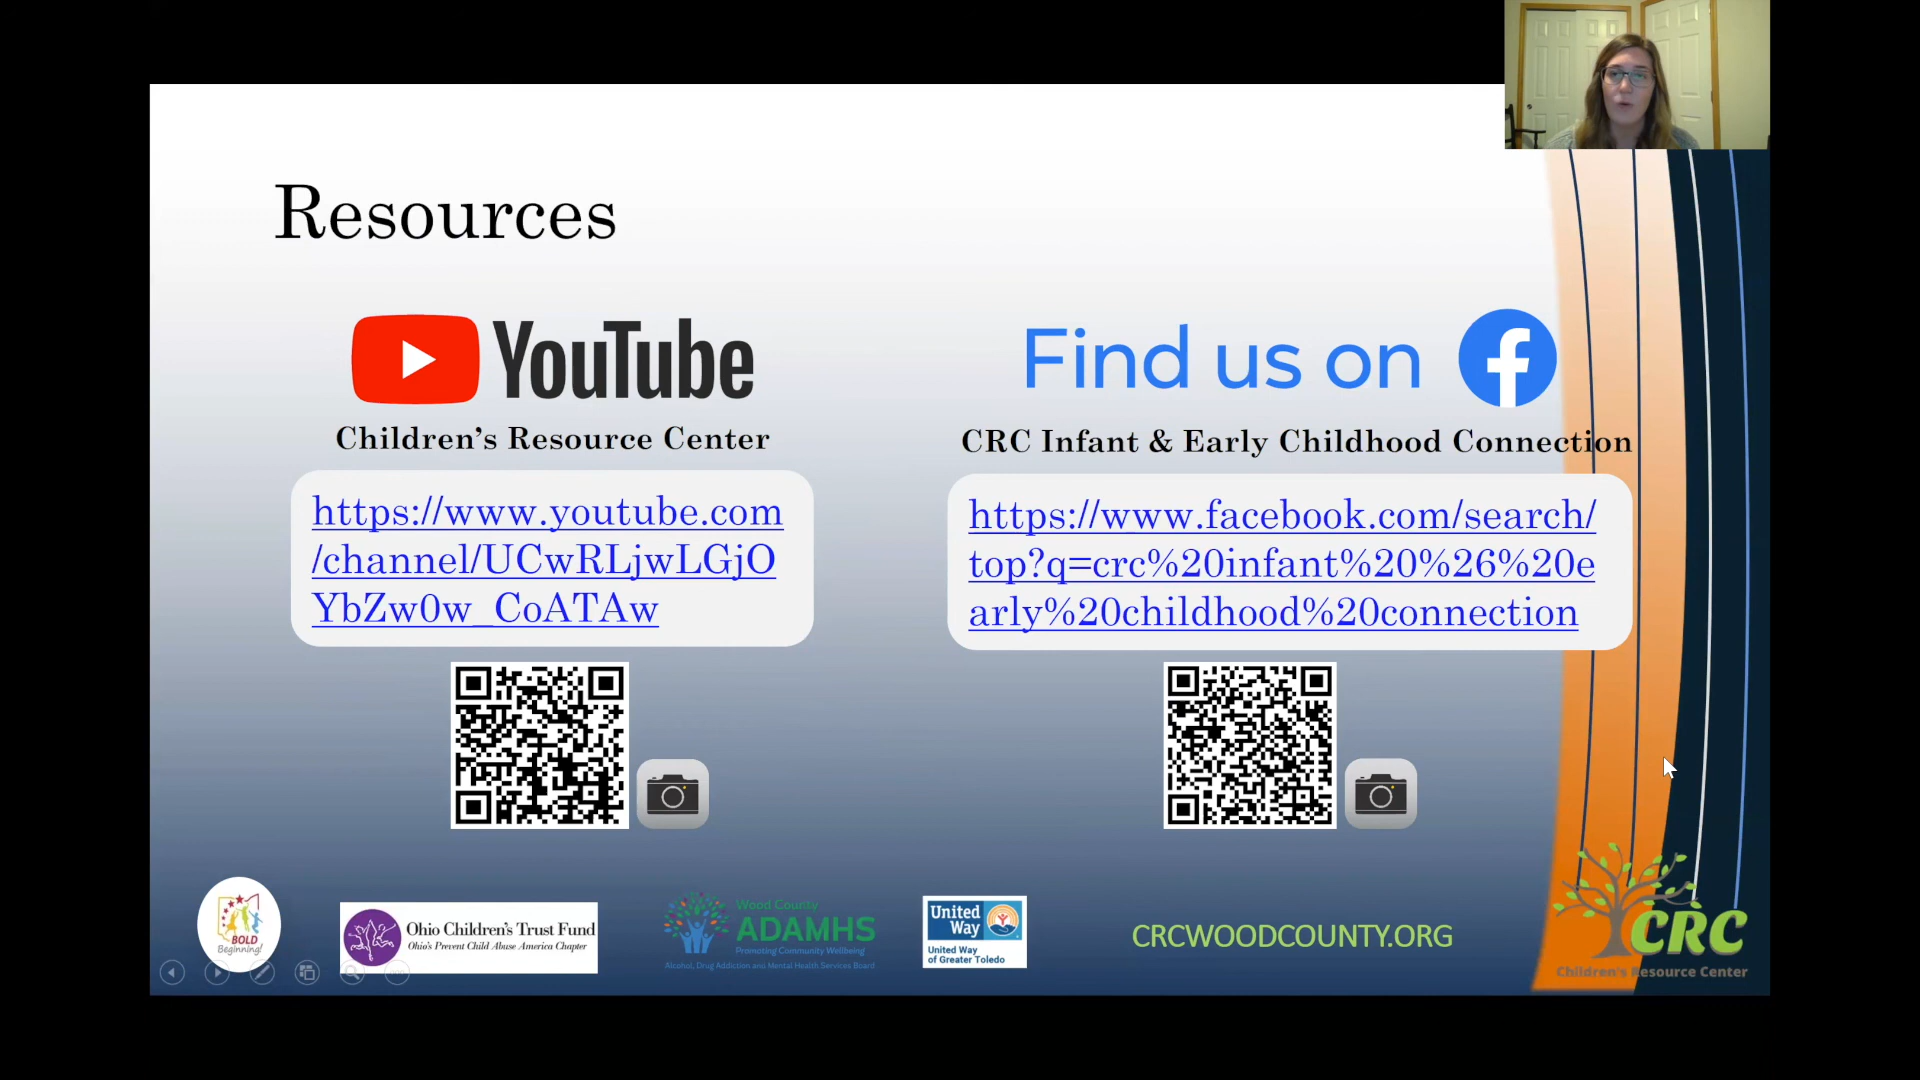 Resources
YouTube
Children's Resource Center
https://www.youtube.com
/channel/UCwRLjwLGjO
YbZw0w_CoATAw
Find us on
CRC Infant & Early Childhood Connection
https://www.facebook.com/search/
top?q=crc%20infant%20%26%20e
arly%20childhood%20connection
BOLD
Beginning!
Ohio Children's Trust Fund
Ohio's Prevent Child Abuse America Chapter
Wood County
ADAMHS
Promoting Community Wellbeing
Alcohol, Drug Addiction and Mental Health Services Board
United
Way
United Way
of Greater Toledo
CRCWOODCOUNTY.ORG
CRC
Children's Resource Center